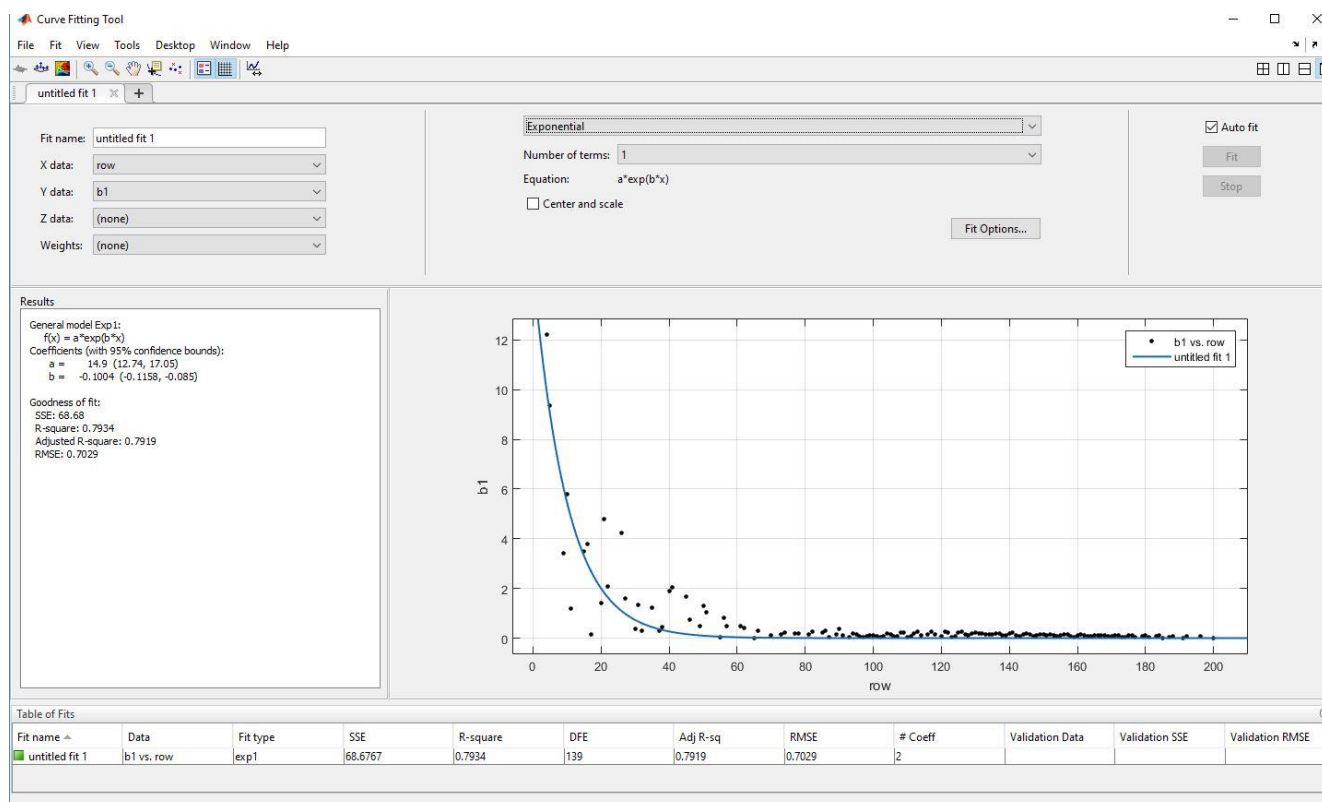 Curve Fitting Tool
File Fit View Tools Desktop Window Help
untitled fit 1
Fit name: untitled fit 1
X data: row
Y data: b1
Z data: (none)
Weights: (none)
Exponential
Number of terms: 1
Equation: a*exp(b*x)
Center and scale
Fit Options...
Auto fit
Fit
Stop
Results
General model Exp1:
f(x) = a*exp(b*x)
Coefficients (with 95% confidence bounds):
a = 14.9 (12.74, 17.05)
b = -0.1004 (-0.1158, -0.085)
Goodness of fit:
SSE: 68.68
R-square: 0.7934
Adjusted R-square: 0.7919
RMSE: 0.7029
b1 vs. row
untitled fit 1
12
10
8
6
4
2
0
b1
0 20 40 60 80 100 120 140 160 180 200
row
Table of Fits
Fit name Data Fit type SSE R-square DFE Adj R-sq RMSE # Coeff Validation Data Validation SSE Validation RMSE
untitled fit 1 b1 vs. row exp1 68.6767 0.7934 139 0.7919 0.7029 2